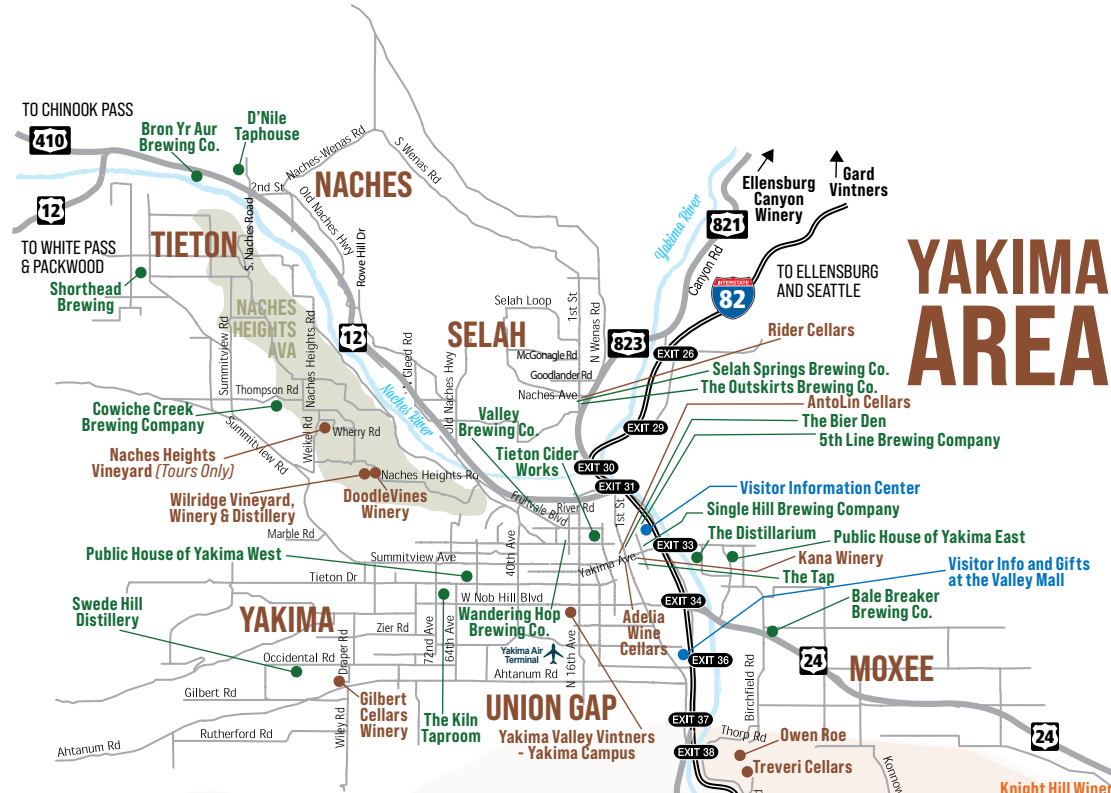 TO CHINOOK PASS
410
Bron Yr Aur
Brewing Co.
D'Nile
Taphouse
Naches-Wenas Rd
S Wenas Rd
2nd St
NACHES
Old Naches Hwy
12
TO WHITE PASS
& PACKWOOD
TIETON
S. Naches Road
Rowe Hill Dr
Shorthead
Brewing
NACHES
HEIGHTS
AVA
Ellensburg
Canyon
Winery
Gard
Vintners
Yakima River
821
Canyon Rd
TO ELLENSBURG
AND SEATTLE
INTERSTATE
82
YAKIMA
AREA
Selah Loop
1st St
N Wenas Rd
SELAH
823
EXIT 26
McGonagle Rd
Goodlander Rd
Naches Ave
Rider Cellars
Selah Springs Brewing Co.
The Outskirts Brewing Co.
AntoLin Cellars
The Bier Den
5th Line Brewing Company
12
N Gleed Rd
Old Naches Hwy
Naches River
Summitview Rd
Naches Heights Rd
Thompson Rd
Cowiche Creek
Brewing Company
Summitview Rd
Weikel Rd
Wherry Rd
Naches Heights
Vineyard (Tours Only)
Naches Heights Rd
Wilridge Vineyard,
Winery & Distillery
DoodleVines
Winery
Valley
Brewing Co.
Tieton Cider
Works
EXIT 29
EXIT 30
EXIT 31
Visitor Information Center
Single Hill Brewing Company
Fruitvale Blvd
River Rd
1st St
Marble Rd
Public House of Yakima West
Summitview Ave
40th Ave
Yakima Ave
EXIT 33
The Distillarium
Public House of Yakima East
Kana Winery
The Tap
Visitor Info and Gifts
at the Valley Mall
Tieton Dr
W Nob Hill Blvd
EXIT 34
Bale Breaker
Brewing Co.
Swede Hill
Distillery
YAKIMA
Zier Rd
72nd Ave
64th Ave
Wandering Hop
Brewing Co.
Adelia
Wine
Cellars
Yakima Air
Terminal
N 16th Ave
Occidental Rd
Draper Rd
Ahtanum Rd
EXIT 36
24
MOXEE
Birchfield Rd
Gilbert Rd
Gilbert
Cellars
Winery
The Kiln
Taproom
UNION GAP
Yakima Valley Vintners
- Yakima Campus
EXIT 37
EXIT 38
Thorp Rd
Owen Roe
Treveri Cellars
24
Rutherford Rd
Wiley Rd
Ahtanum Rd
Konnow
Knight Hill Winer